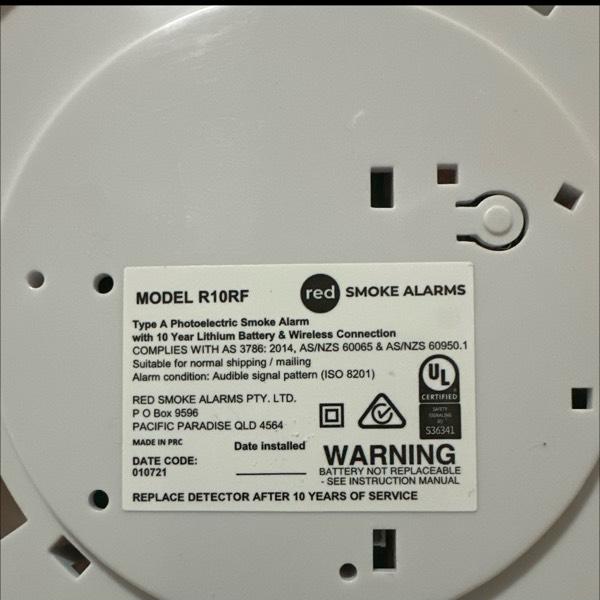 MODEL R10RF
red SMOKE ALARMS
Type A Photoelectric Smoke Alarm
with 10 Year Lithium Battery & Wireless Connection
COMPLIES WITH AS 3786: 2014, AS/NZS 60065 & AS/NZS 60950.1
Suitable for normal shipping / mailing
Alarm condition: Audible signal pattern (ISO 8201)
UL
CERTIFIED
SAFETY
SIGNALING
AU
S36341
RED SMOKE ALARMS PTY. LTD.
P O Box 9596
PACIFIC PARADISE QLD 4564
MADE IN PRC
Date installed
DATE CODE:
010721
WARNING
BATTERY NOT REPLACEABLE
- SEE INSTRUCTION MANUAL
REPLACE DETECTOR AFTER 10 YEARS OF SERVICE